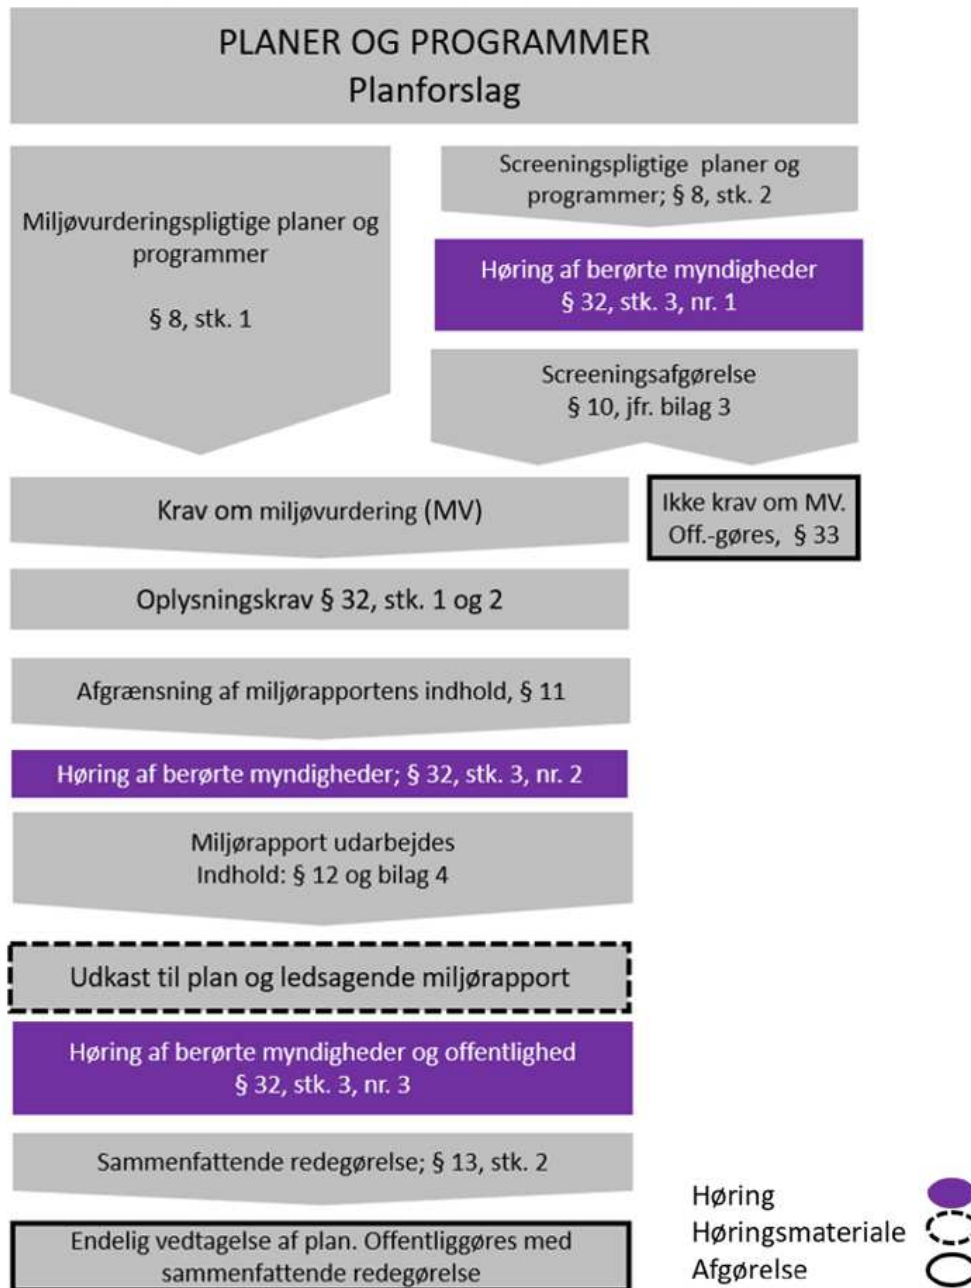 PLANER OG PROGRAMMER
Planforslag
Miljøvurderingspligtige planer og
programmer
§ 8, stk. 1
Screeningspligtige planer og
programmer; § 8, stk. 2
Høring af berørte myndigheder
§ 32, stk. 3, nr. 1
Screeningsafgørelse
§ 10, jfr. bilag 3
Krav om miljøvurdering (MV)
Ikke krav om MV.
Off.-gøres, § 33
Oplysningskrav § 32, stk. 1 og 2
Afgrænsning af miljørapportens indhold, § 11
Høring af berørte myndigheder; § 32, stk. 3, nr. 2
Miljørapport udarbejdes
Indhold: § 12 og bilag 4
Udkast til plan og ledsagende miljørapport
Høring af berørte myndigheder og offentlighed
§ 32, stk. 3, nr. 3
Sammenfattende redegørelse; § 13, stk. 2
Endelig vedtagelse af plan. Offentliggøres med
sammenfattende redegørelse
Høring
Høringsmateriale
Afgørelse